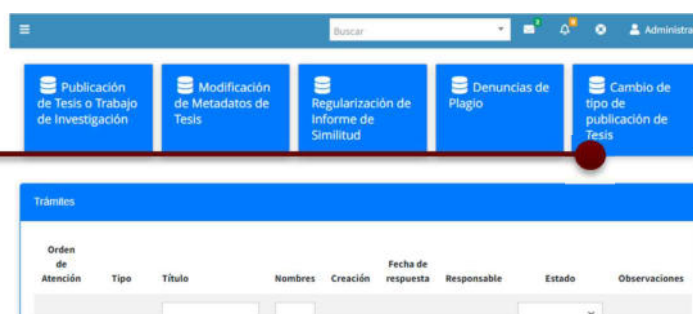 Buscar
Administra
Publicación
de Tesis o Trabajo
de Investigación
Modificación
de Metadatos de
Tesis
Regularización de
Informe de
Similitud
Denuncias de
Plagio
Cambio de
tipo de
publicación de
Tesis
Trámites
Orden
de
Atención
Tipo
Título
Nombres
Creación
Fecha de
respuesta
Responsable
Estado
Observaciones